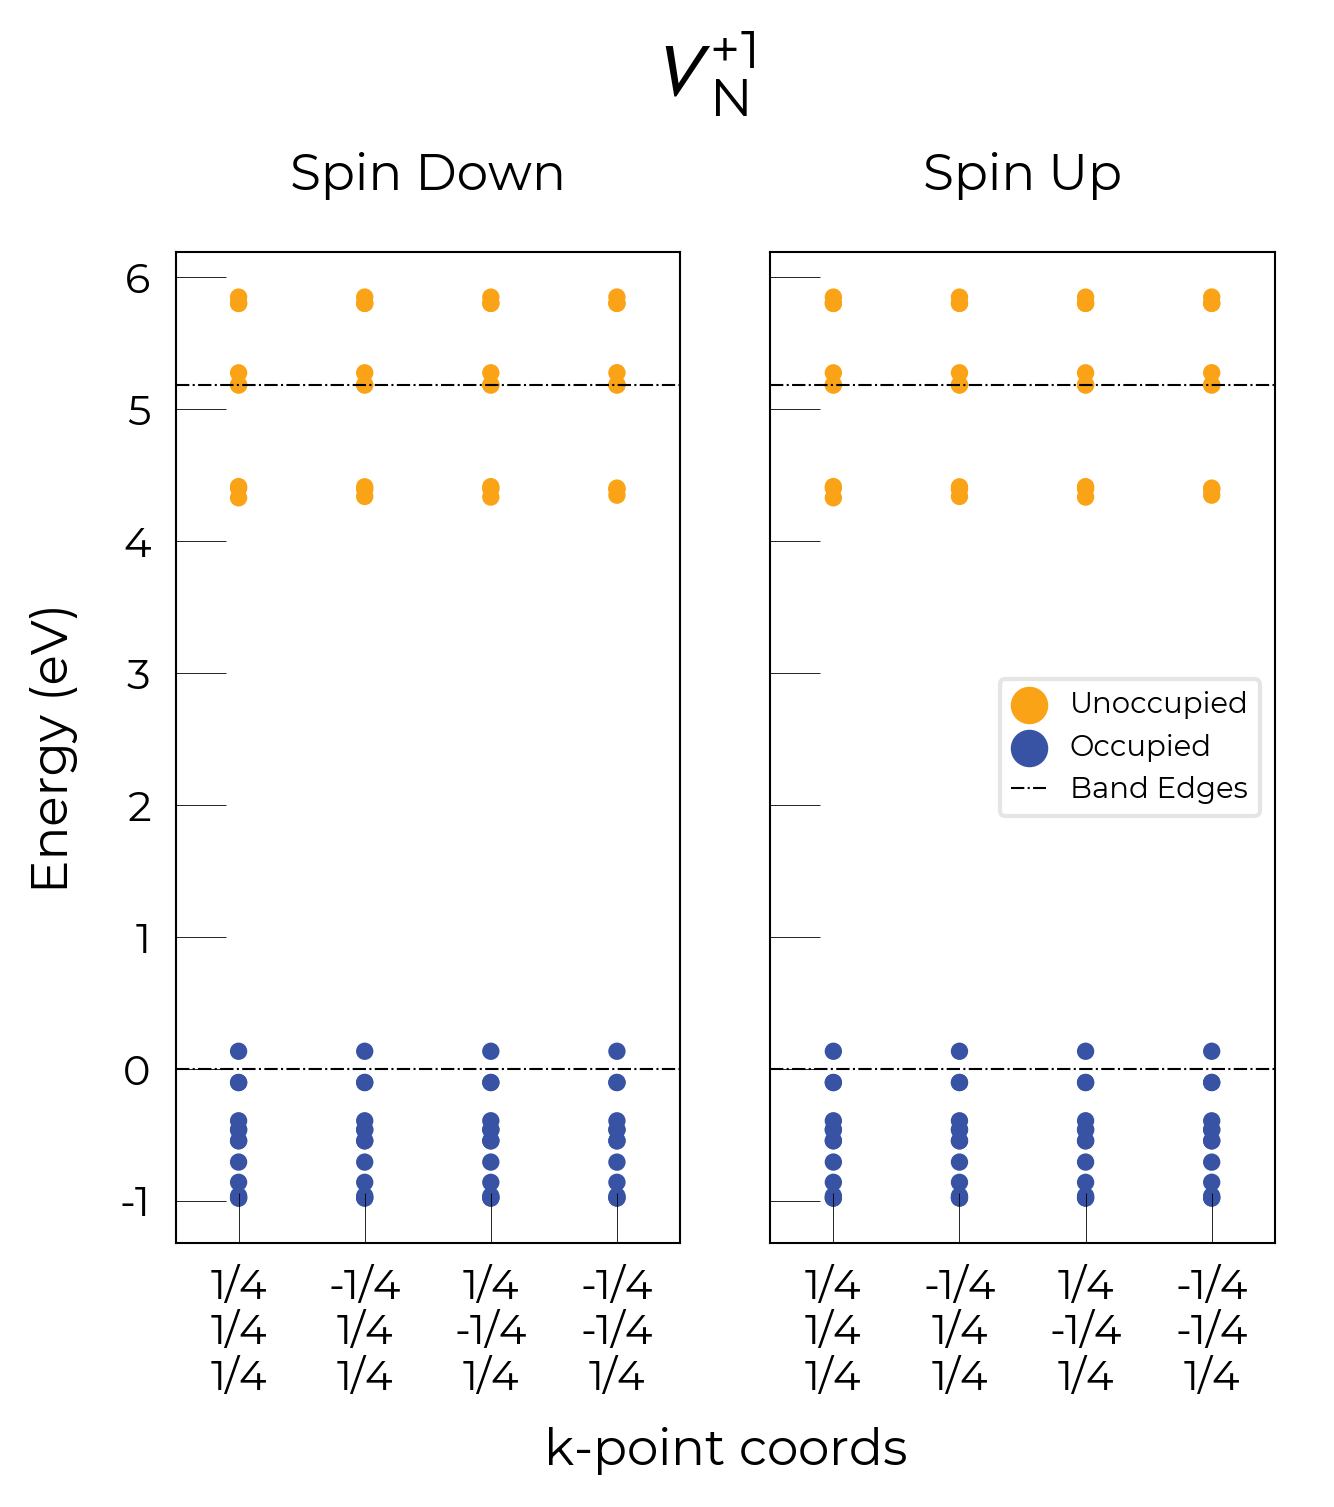 V_N^+1
Spin Down
Spin Up
6
5
4
3
2
1
0
-1
Energy (eV)
Unoccupied
Occupied
Band Edges
1/4 -1/4 1/4 -1/4 1/4 -1/4 1/4 -1/4
1/4 1/4 -1/4 -1/4 1/4 1/4 -1/4 -1/4
1/4 1/4 1/4 1/4 1/4 1/4 1/4 1/4
k-point coords